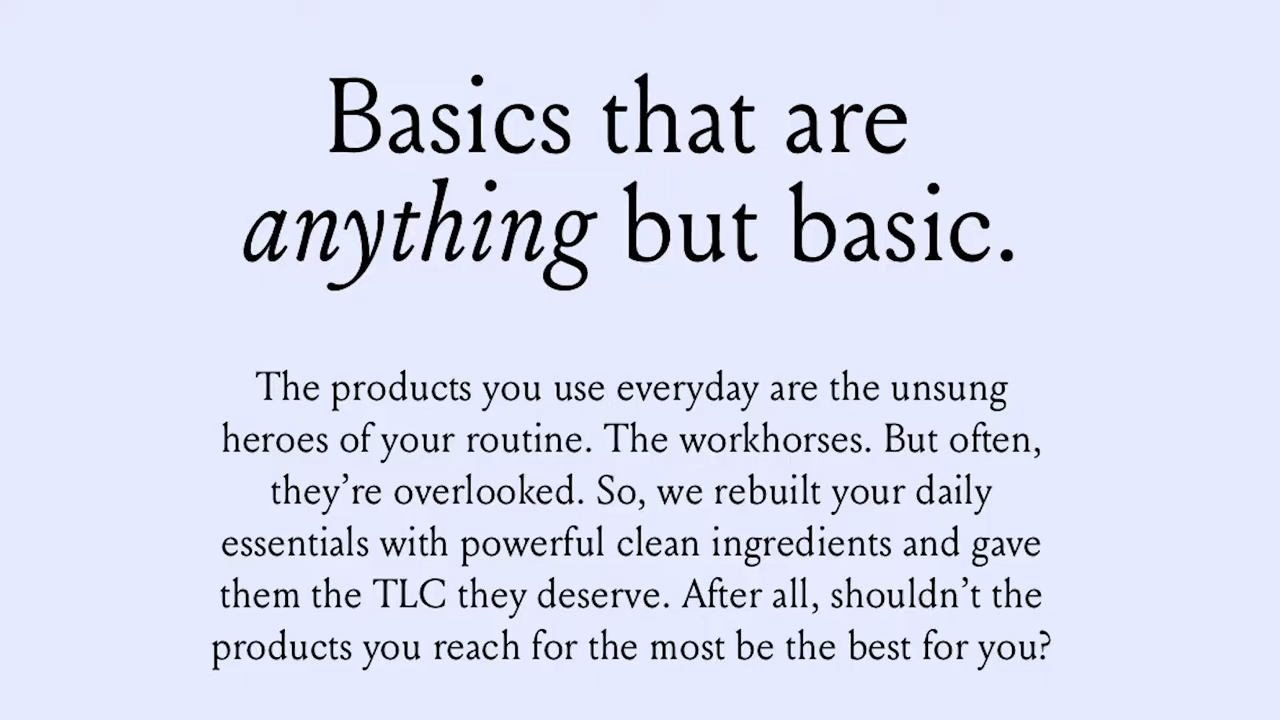 Basics that are
anything but basic.
The products you use everyday are the unsung
heroes of your routine. The workhorses. But often,
they’re overlooked. So, we rebuilt your daily
essentials with powerful clean ingredients and gave
them the TLC they deserve. After all, shouldn’t the
products you reach for the most be the best for you?